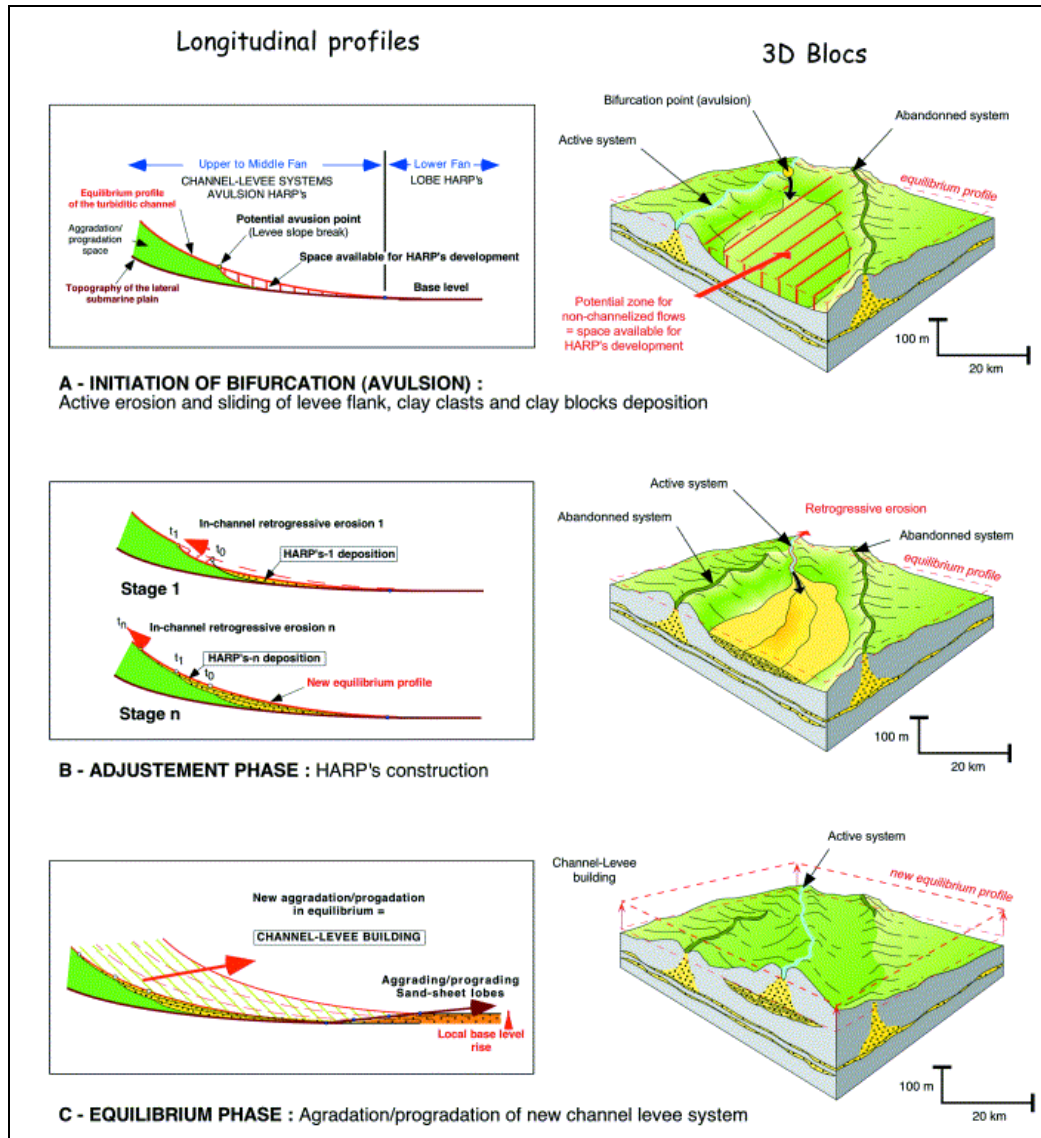 Longitudinal profiles
3D Blocs
Upper to Middle Fan
Lower Fan
CHANNEL-LEVEE SYSTEMS
AVULSION HARP's
LOBE HARP's
Equilibrium profile
of the turbiditic channel
Potential avusion point
(Levee slope break)
Aggradation/
progradation
space
Space available for HARP's development
Topography of the lateral
submarine plain
Base level
Bifurcation point (avulsion)
Active system
Abandonned system
equilibrium profile
Potential zone for
non-channelized flows
= space available for
HARP's development
100 m
20 km
A - INITIATION OF BIFURCATION (AVULSION) :
Active erosion and sliding of levee flank, clay clasts and clay blocks deposition
t1
In-channel retrogressive erosion 1
t0
HARP's-1 deposition
Stage 1
tn
In-channel retrogressive erosion n
t1
HARP's-n deposition
t0
New equilibrium profile
Stage n
Active system
Retrogressive erosion
Abandonned system
Abandonned system
equilibrium profile
100 m
20 km
B - ADJUSTEMENT PHASE : HARP's construction
New aggradation/progadation
in equilibrium =
CHANNEL-LEVEE BUILDING
Aggrading/prograding
Sand-sheet lobes
Local base level
rise
Active system
Channel-Levee
building
new equilibrium profile
100 m
20 km
C - EQUILIBRIUM PHASE : Agradation/progradation of new channel levee system